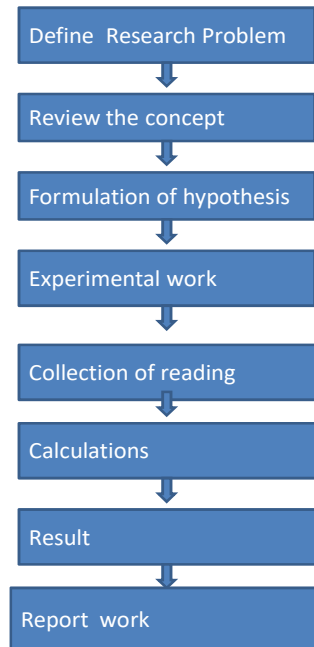 Define  Research Problem
Review the concept
Formulation of hypothesis
Experimental work
Collection of reading
Calculations
Result
Report  work